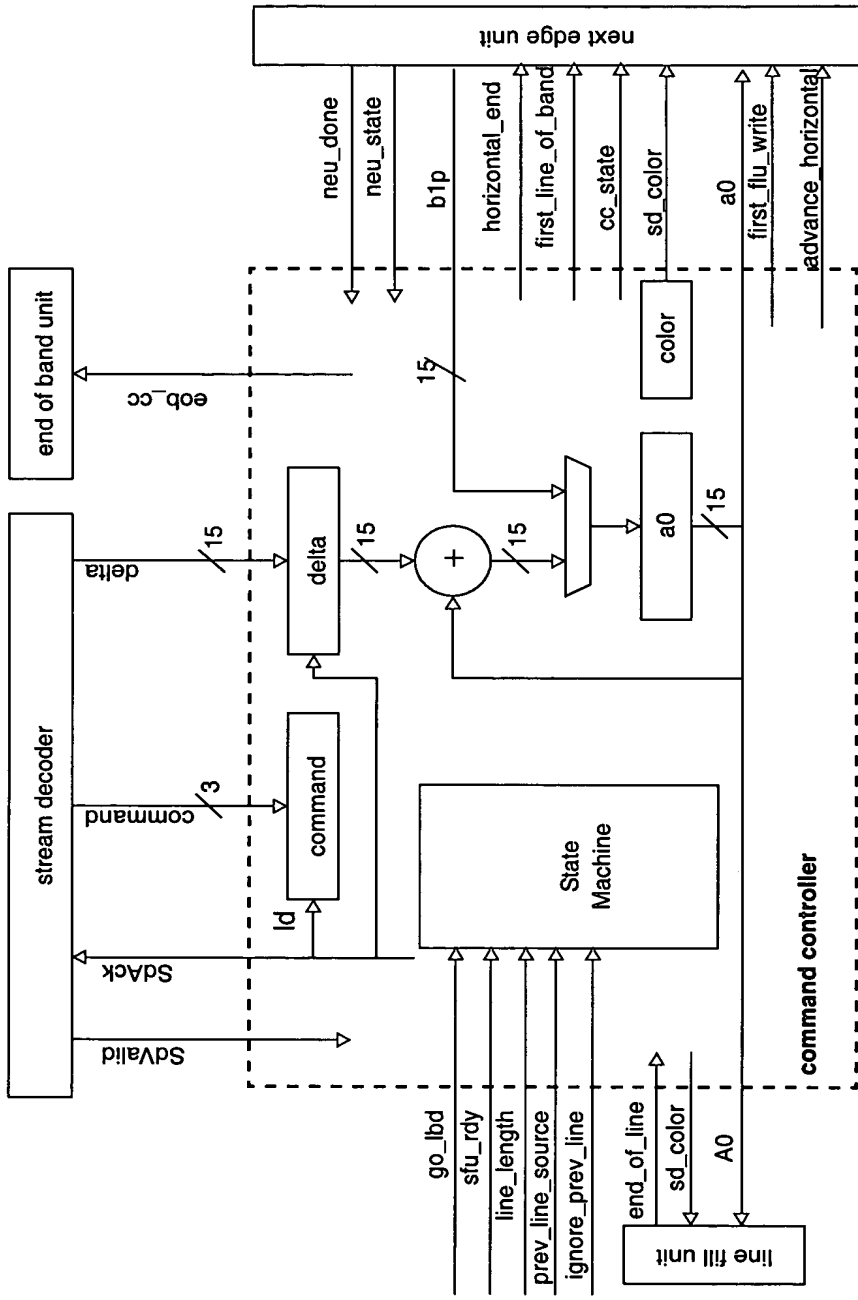 stream decoder
end of band unit
SdValid
SdAck
command
3
delta
15
eob_cc
neu_done
neu_state
ld
command
delta
15
15
b1p
next edge unit
go_lbd
sfu_rdy
line_length
prev_line_source
ignore_prev_line
State
Machine
+
15
horizontal_end
first_line_of_band
cc_state
sd_color
color
a0
15
a0
first_flu_write
advance_horizontal
end_of_line
sd_color
A0
line fill unit
command controller